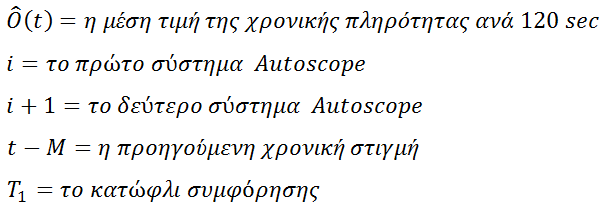 Ô(t) = η μέση τιμή της χρονικής πληρότητας ανά 120 sec
i = το πρώτο σύστημα Autoscope
i + 1 = το δεύτερο σύστημα Autoscope
t − M = η προηγούμενη χρονική στιγμή
T₁ = το κατώφλι συμφόρησης